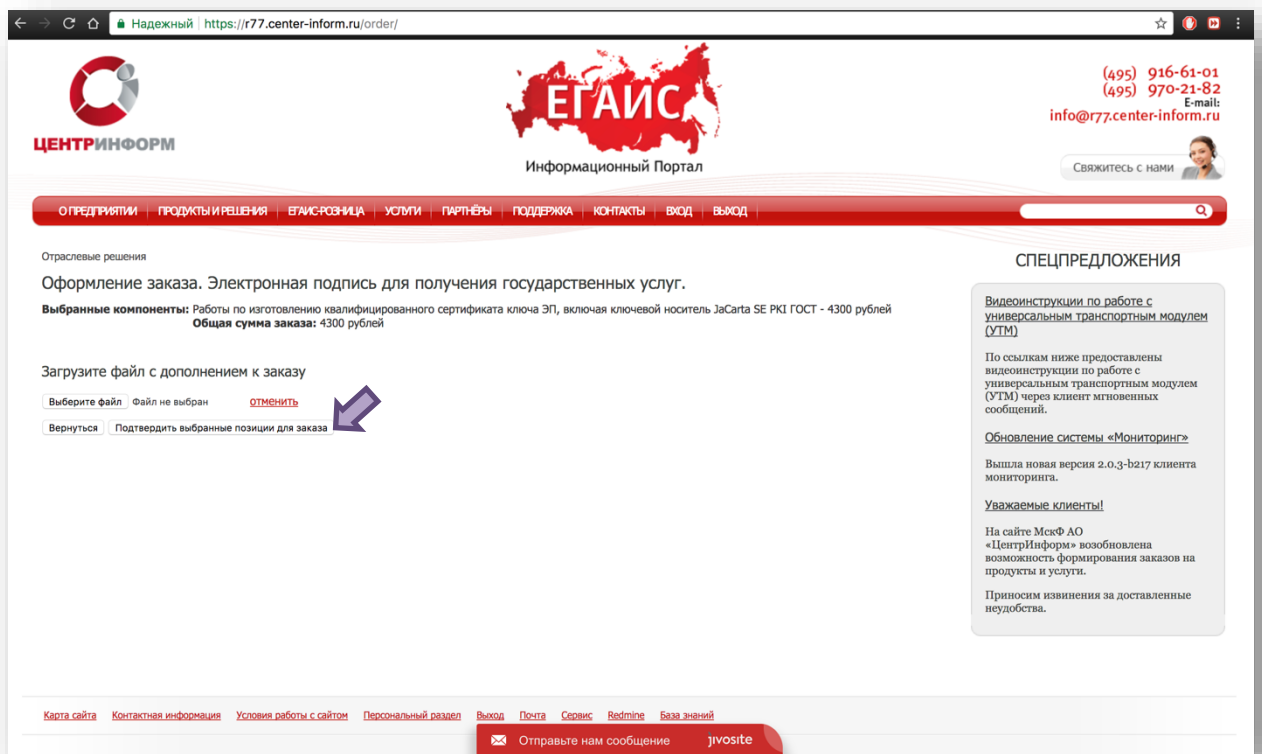 Надежный https://r77.center-inform.ru/order/
ЦЕНТРИНФОРМ
ЕГАИС
Информационный Портал
(495) 916-61-01
(495) 970-21-82
E-mail:
info@r77.center-inform.ru
Свяжитесь с нами
О ПРЕДПРИЯТИИ ПРОДУКТЫ И РЕШЕНИЯ ЕГАИС-РОЗНИЦА УСЛУГИ ПАРТНЁРЫ ПОДДЕРЖКА КОНТАКТЫ ВХОД ВЫХОД
Отраслевые решения
Оформление заказа. Электронная подпись для получения государственных услуг.
Выбранные компоненты: Работы по изготовлению квалифицированного сертификата ключа ЭП, включая ключевой носитель JaCarta SE PKI ГОСТ - 4300 рублей
Общая сумма заказа: 4300 рублей
Загрузите файл с дополнением к заказу
Выберите файл Файл не выбран отменить
Вернуться Подтвердить выбранные позиции для заказа
СПЕЦПРЕДЛОЖЕНИЯ
Видеоинструкции по работе с
универсальным транспортным модулем
(УТМ)
По ссылкам ниже предоставлены
видеоинструкции по работе с
универсальным транспортным модулем
(УТМ) через клиент мгновенных
сообщений.
Обновление системы «Мониторинг»
Вышла новая версия 2.0.3-b217 клиента
мониторинга.
Уважаемые клиенты!
На сайте МскФ АО
«ЦентрИнформ» возобновлена
возможность формирования заказов на
продукты и услуги.
Приносим извинения за доставленные
неудобства.
Карта сайта Контактная информация Условия работы с сайтом Персональный раздел Выход Почта Сервис Redmine База знаний
Отправьте нам сообщение jivosite